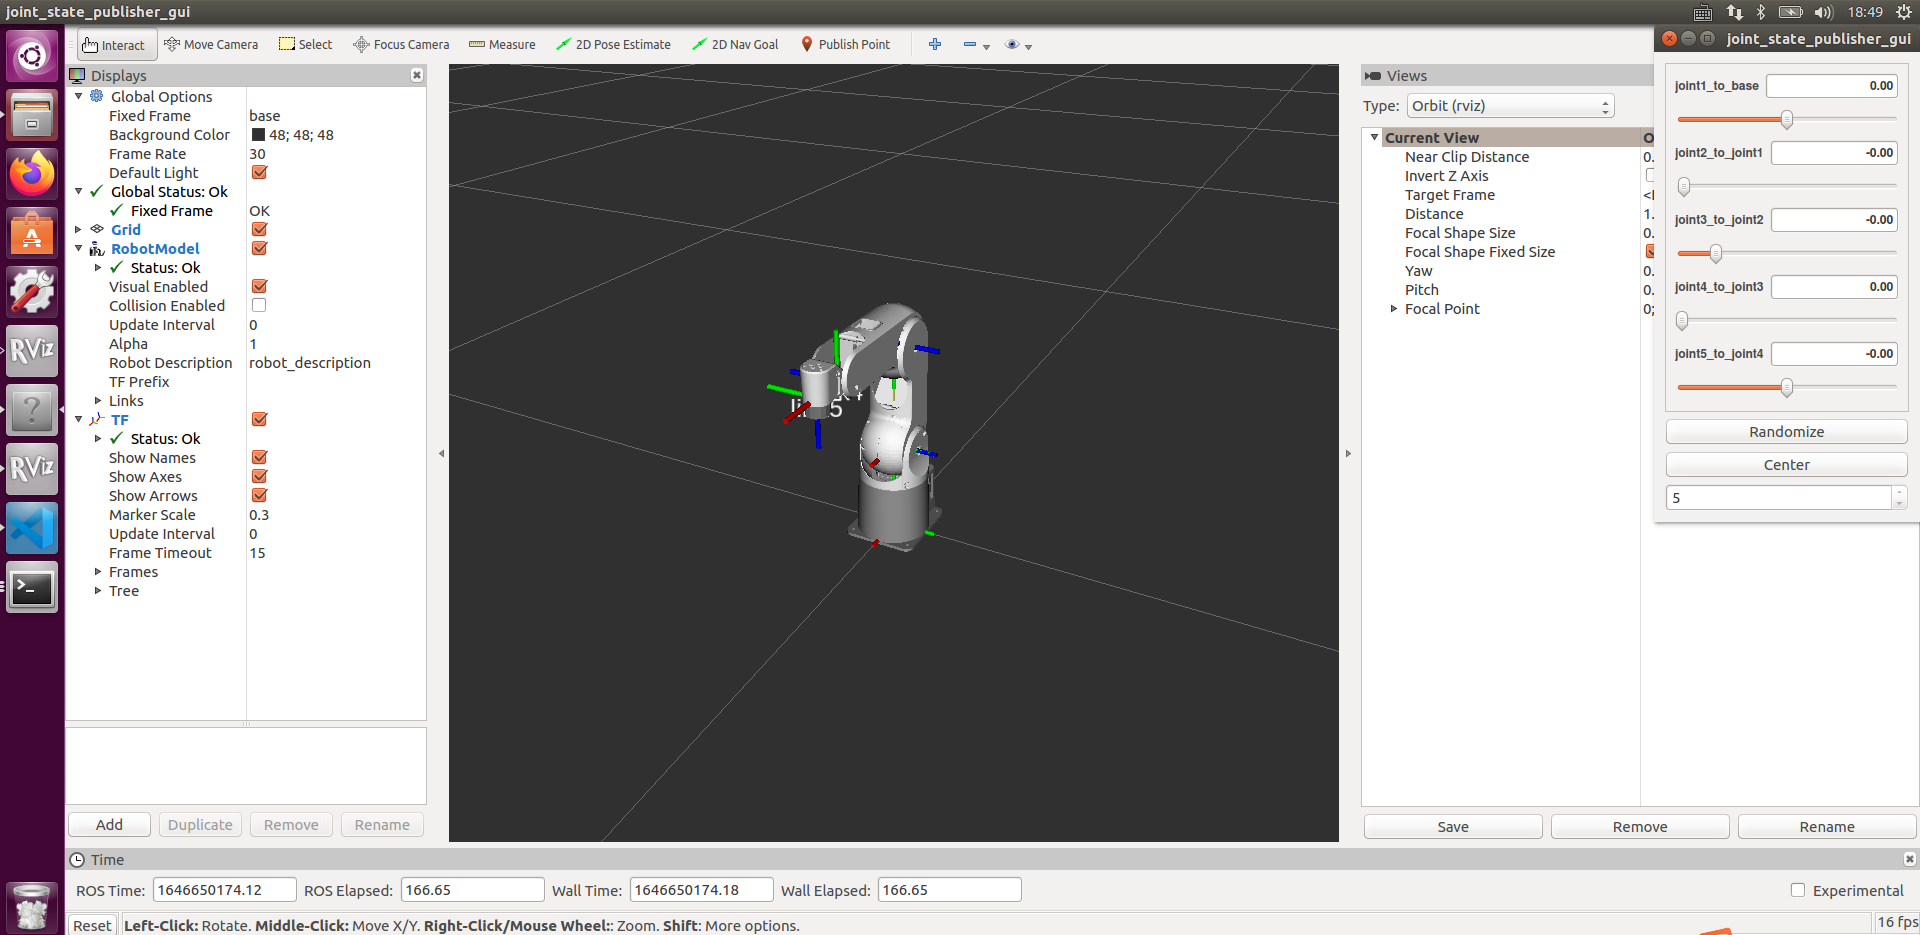 joint_state_publisher_gui
18:49
Interact
Move Camera
Select
Focus Camera
Measure
2D Pose Estimate
2D Nav Goal
Publish Point
Displays
Global Options
Fixed Frame base
Background Color 48; 48; 48
Frame Rate 30
Default Light
Global Status: Ok
Fixed Frame OK
Grid
RobotModel
Status: Ok
Visual Enabled
Collision Enabled
Update Interval 0
Alpha 1
Robot Description robot_description
TF Prefix
Links
TF
Status: Ok
Show Names
Show Axes
Show Arrows
Marker Scale 0.3
Update Interval 0
Frame Timeout 15
Frames
Tree
Add
Duplicate
Remove
Rename
RViz
RViz
Views
Type: Orbit (rviz)
Current View
Near Clip Distance 0.
Invert Z Axis
Target Frame
Distance 1.
Focal Shape Size 0.
Focal Shape Fixed Size
Yaw 0.
Pitch 0.
Focal Point 0;
Save
Remove
Rename
joint_state_publisher_gui
joint1_to_base 0.00
joint2_to_joint1 -0.00
joint3_to_joint2 -0.00
joint4_to_joint3 0.00
joint5_to_joint4 -0.00
Randomize
Center
5
Time
ROS Time: 1646650174.12 ROS Elapsed: 166.65 Wall Time: 1646650174.18 Wall Elapsed: 166.65
Experimental
Reset
Left-Click: Rotate. Middle-Click: Move X/Y. Right-Click/Mouse Wheel:: Zoom. Shift: More options.
16 fps